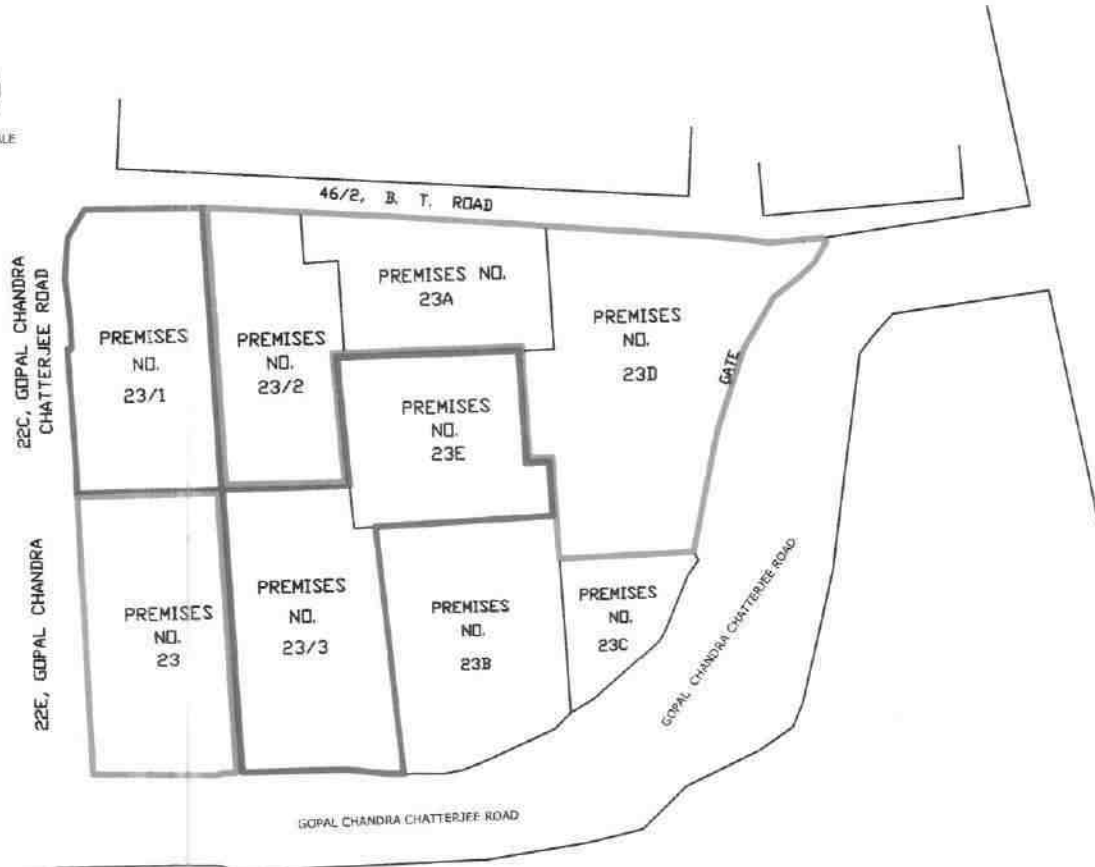 46/2, B. T. ROAD
22C, GOPAL CHANDRA
CHATTERJEE ROAD
PREMISES NO.
23A
PREMISES
NO.
23/1
PREMISES
NO.
23/2
PREMISES
NO.
23D
GATE
PREMISES
NO.
23E
22E, GOPAL CHANDRA
PREMISES
NO.
23
PREMISES
NO.
23/3
PREMISES
NO.
23B
PREMISES
NO.
23C
GOPAL CHANDRA CHATTERJEE ROAD
GOPAL CHANDRA CHATTERJEE ROAD